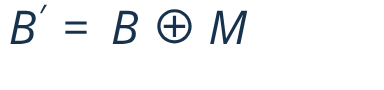 B′ = B ⊕ M